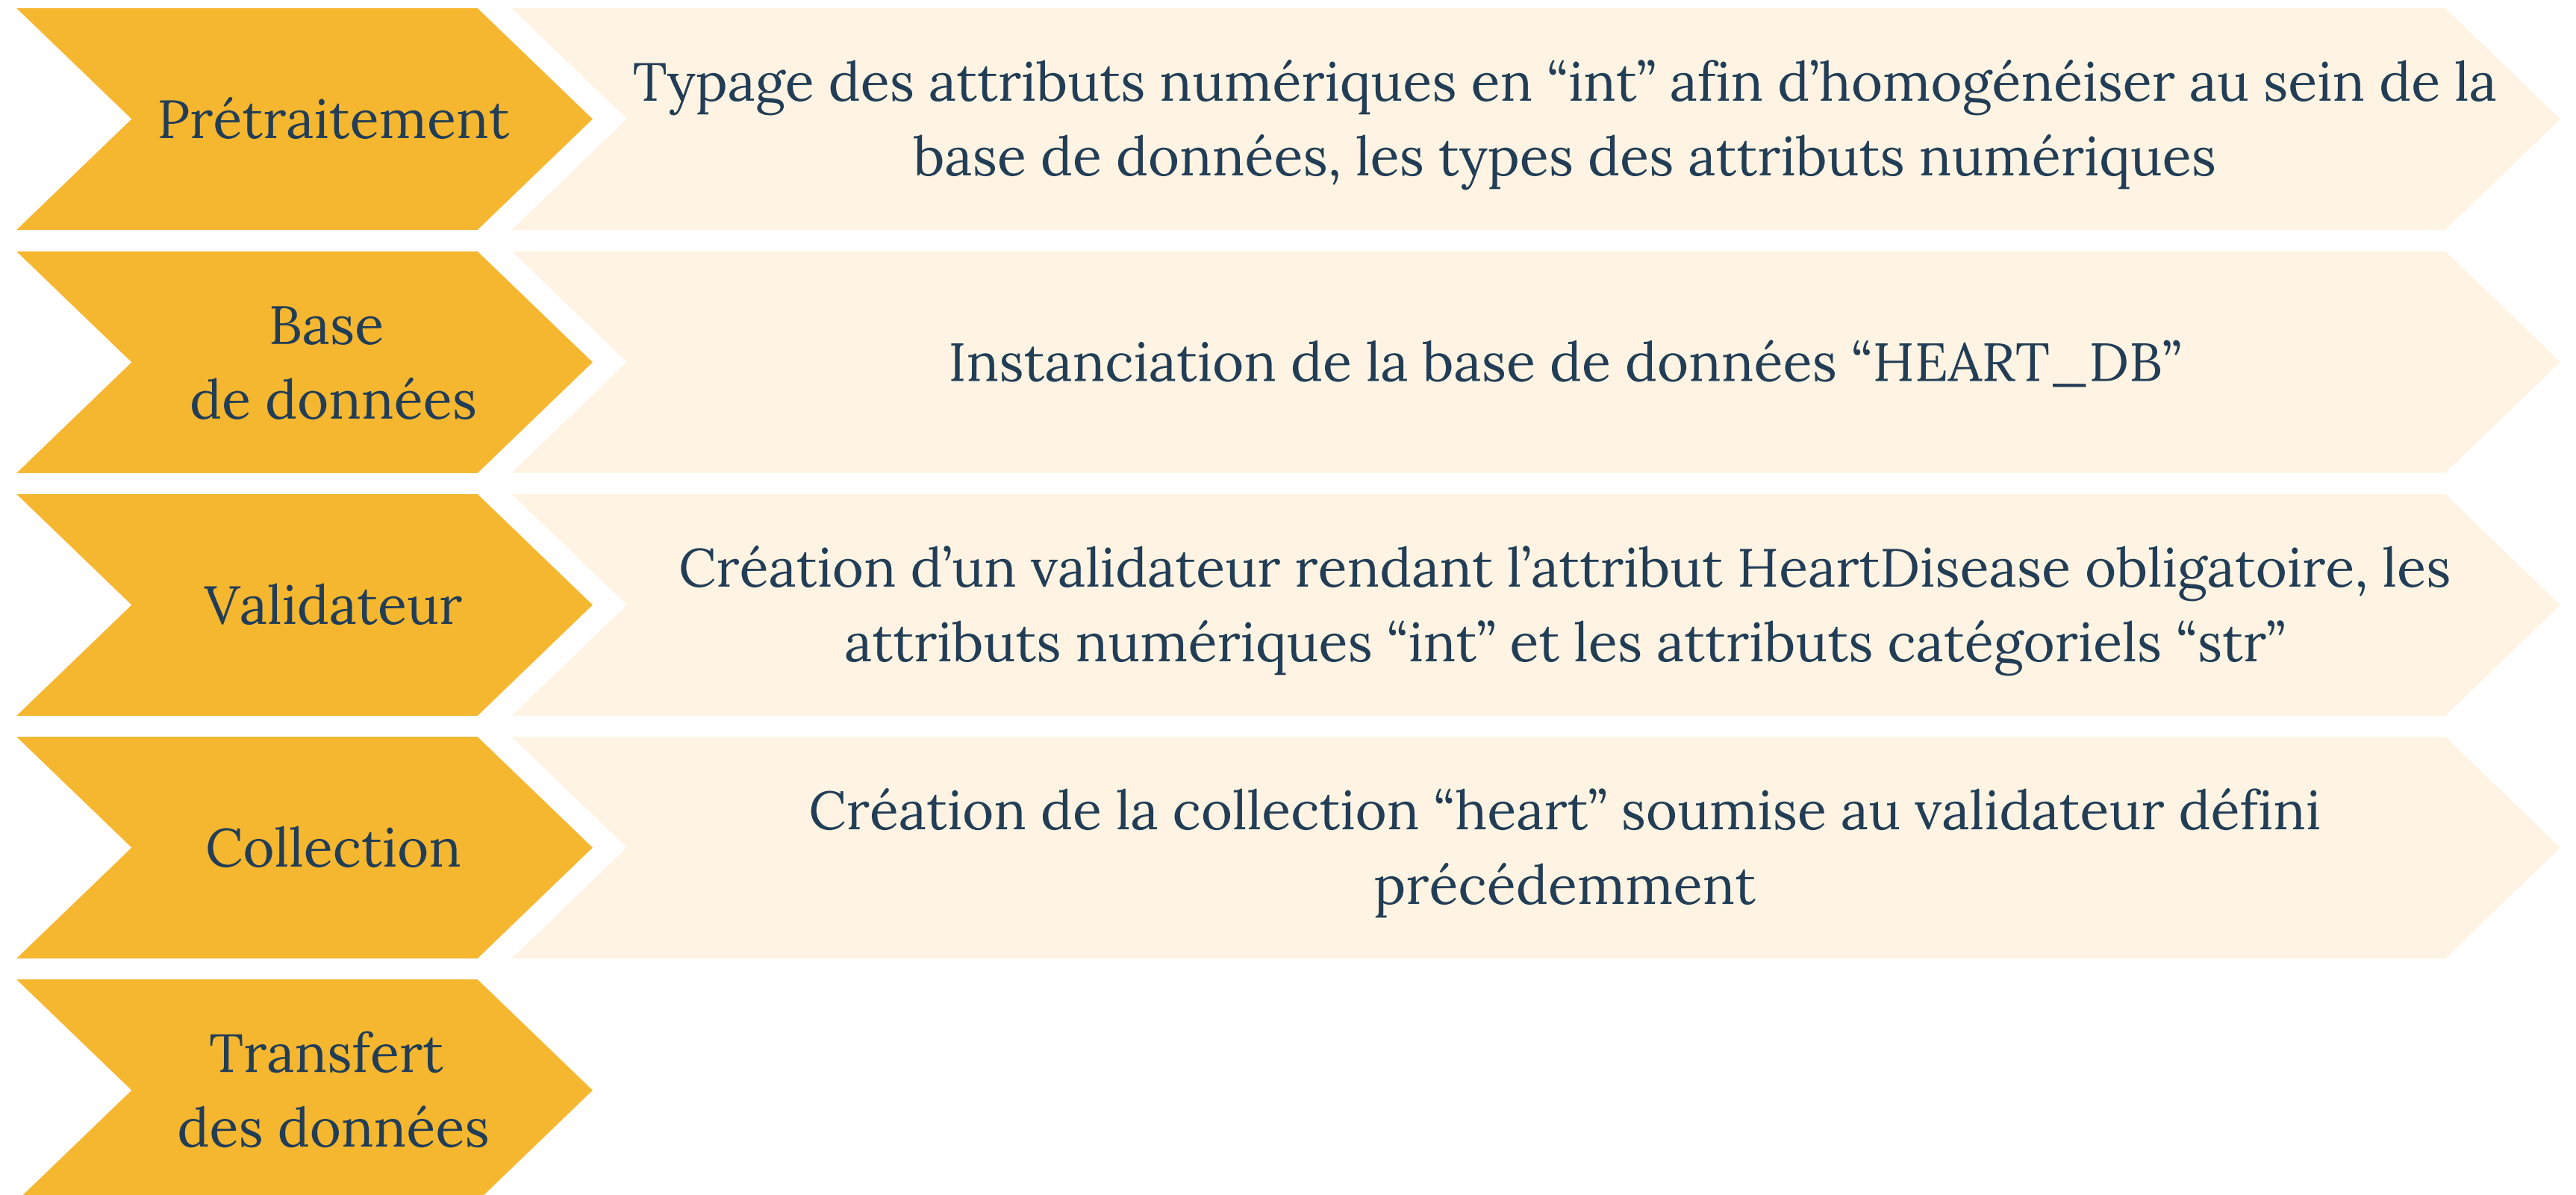 Prétraitement
Typage des attributs numériques en “int” afin d’homogénéiser au sein de la
base de données, les types des attributs numériques
Base
de données
Instanciation de la base de données “HEART_DB”
Validateur
Création d’un validateur rendant l’attribut HeartDisease obligatoire, les
attributs numériques “int” et les attributs catégoriels “str”
Collection
Création de la collection “heart” soumise au validateur défini
précédemment
Transfert
des données